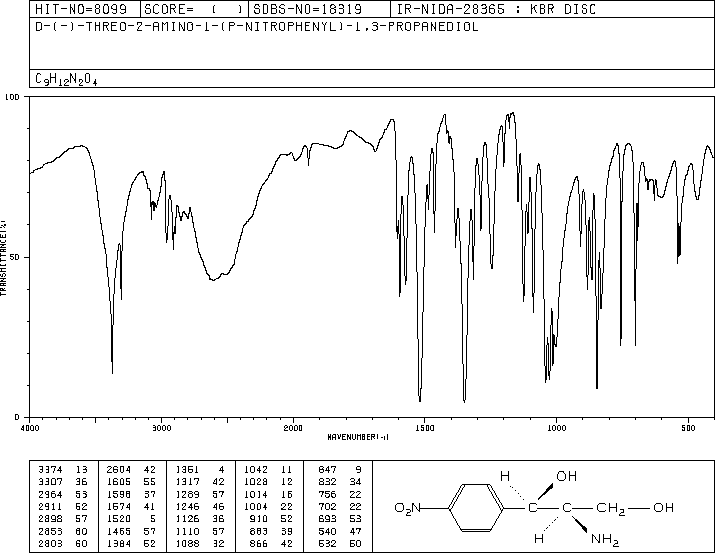 HIT-NO=8099 SCORE= ( ) SDBS-NO=18319 IR-NIDA-28365 : KBR DISC
D-(-)-THREO-2-AMINO-1-(P-NITROPHENYL)-1,3-PROPANEDIOL
C9H12N2O4
100
50
0
TRANSMITTANCE(%)
4000 3000 2000 1500 1000 500
WAVENUMBER(-1)
3374 13 2604 42 1351 4 1042 11 847 9
3307 36 1605 55 1317 42 1028 12 832 34
2964 53 1598 37 1289 57 1014 16 756 22
2911 52 1574 41 1246 46 1004 22 702 22
2898 57 1520 5 1126 36 910 52 693 53
2853 60 1465 57 1110 57 883 39 540 47
2803 60 1384 52 1088 32 866 42 532 50
H OH
O2N CH2 OH
H NH2